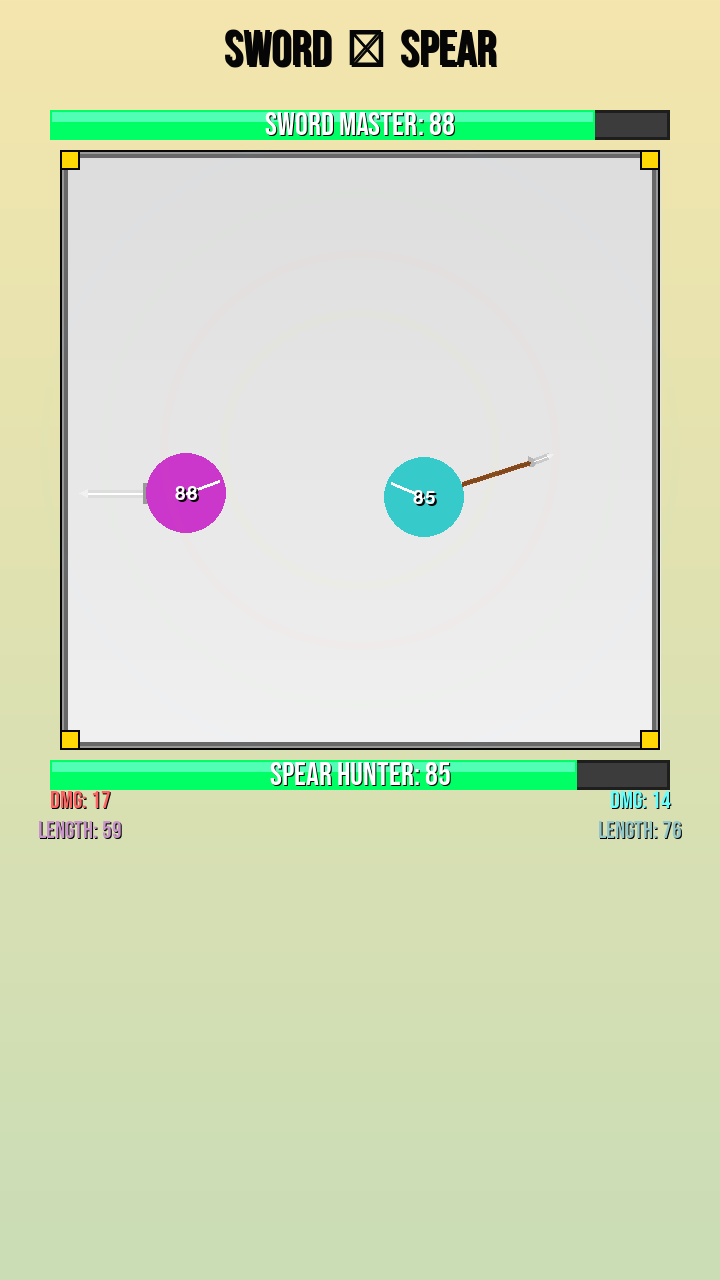 SWORD ☒ SPEAR
SWORD MASTER: 88
88
85
SPEAR HUNTER: 85
DMG: 17
DMG: 14
LENGTH: 59
LENGTH: 76